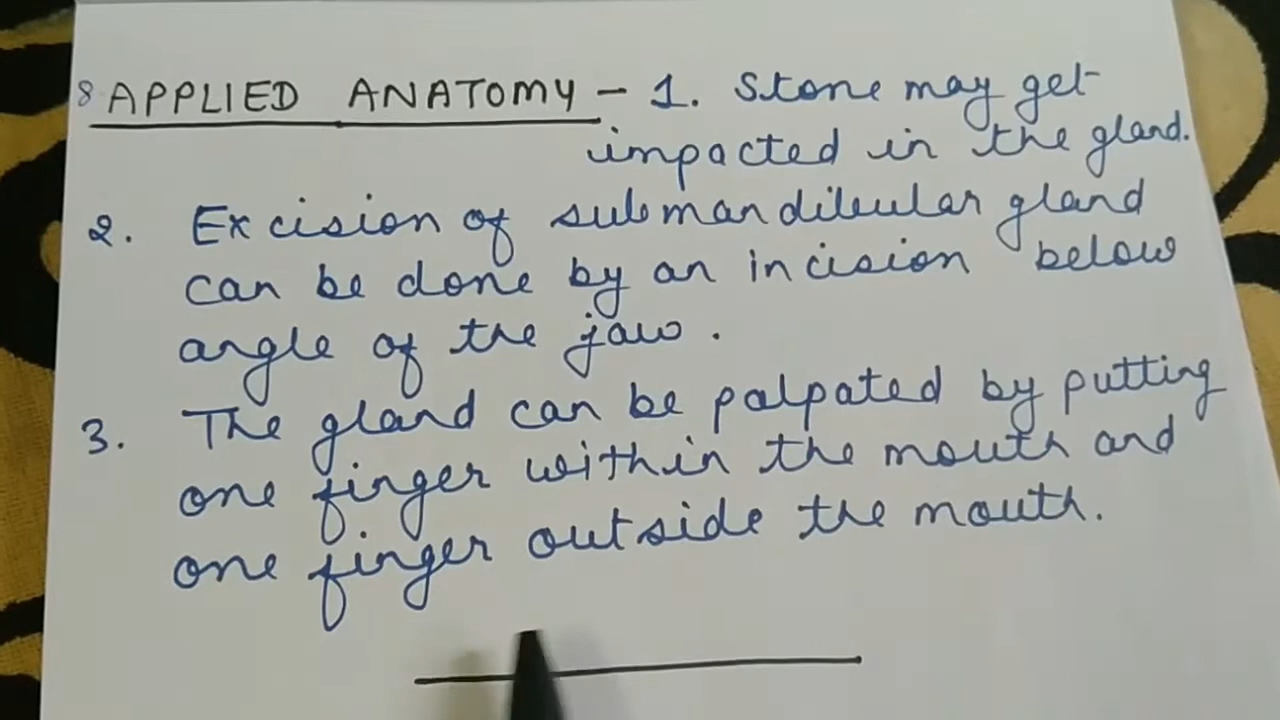 8 APPLIED ANATOMY - 1. Stone may get
impacted in the gland.
2. Excision of submandibular gland
can be done by an incision below
angle of the jaw.
3. The gland can be palpated by putting
one finger within the mouth and
one finger outside the mouth.